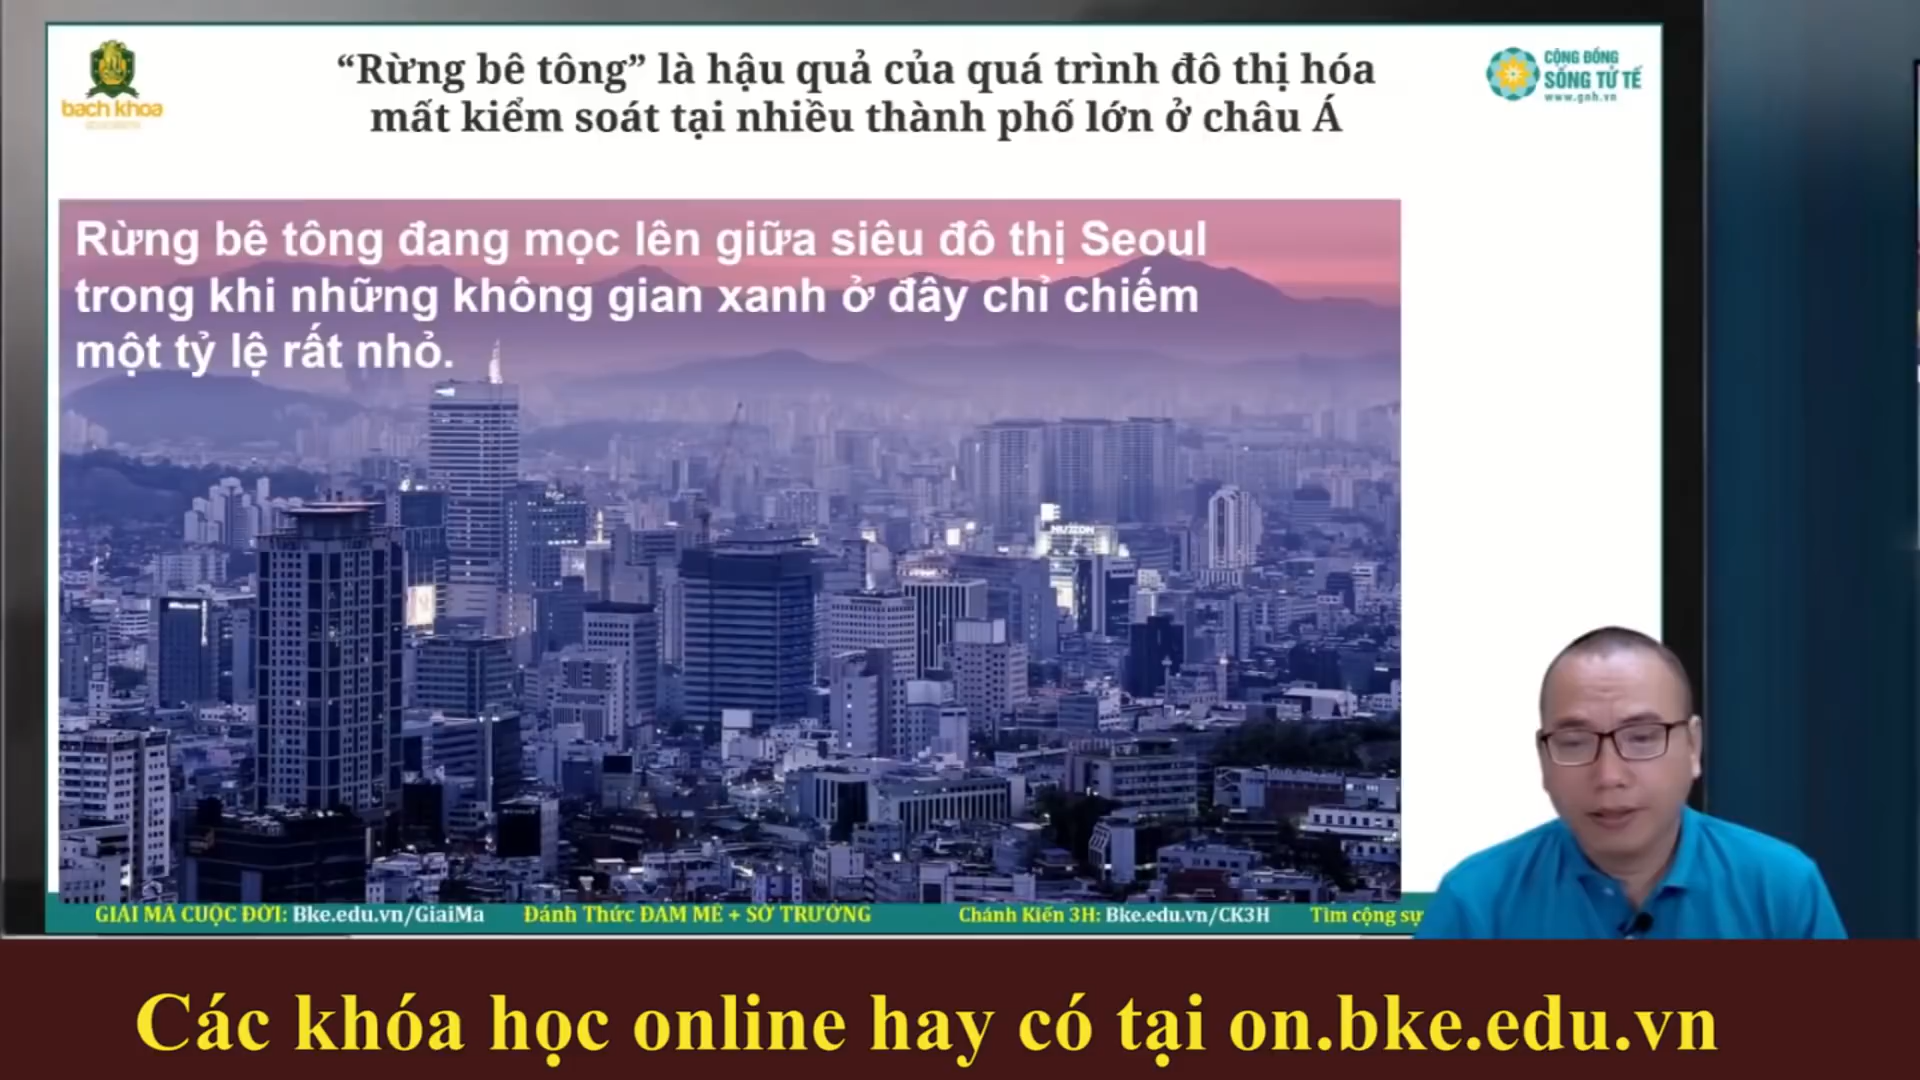 “Rừng bê tông” là hậu quả của quá trình đô thị hóa
mất kiểm soát tại nhiều thành phố lớn ở châu Á
bach khoa
CỘNG ĐỒNG
SỐNG TỬ TẾ
www.gnh.vn
Rừng bê tông đang mọc lên giữa siêu đô thị Seoul
trong khi những không gian xanh ở đây chỉ chiếm
một tỷ lệ rất nhỏ.
GIẢI MÃ CUỘC ĐỜI: Bke.edu.vn/GiaiMa Đánh Thức ĐAM MÊ + SỞ TRƯỜNG Chánh Kiến 3H: Bke.edu.vn/CK3H Tìm cộng sự
Các khóa học online hay có tại on.bke.edu.vn